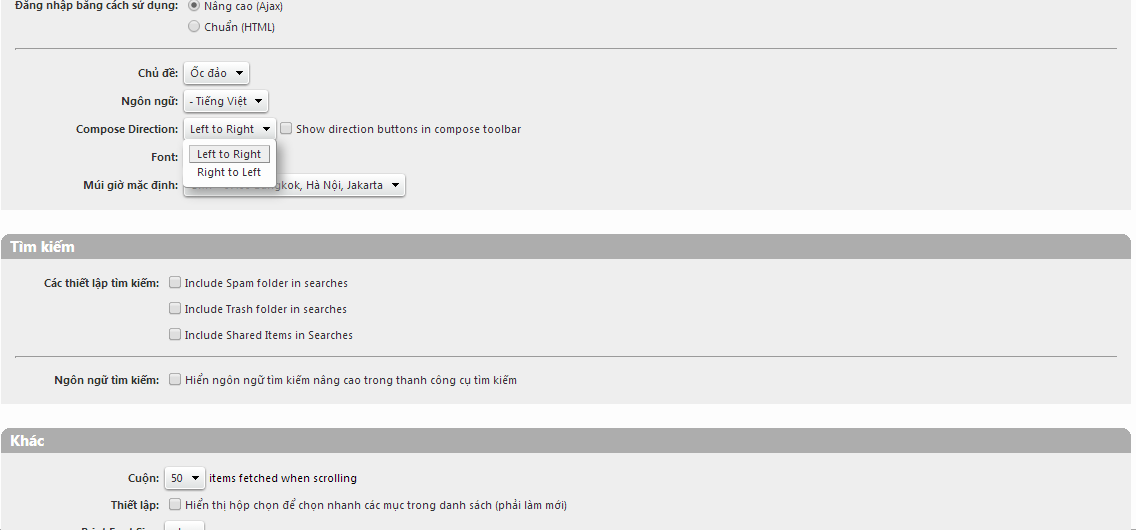 Đăng nhập bằng cách sử dụng: Nâng cao (Ajax)
Chuẩn (HTML)
Chủ đề: Ốc đảo
Ngôn ngữ: - Tiếng Việt
Compose Direction: Left to Right Show direction buttons in compose toolbar
Left to Right
Font:
Right to Left
Múi giờ mặc định: Bangkok, Hà Nội, Jakarta
Tìm kiếm
Các thiết lập tìm kiếm: Include Spam folder in searches
Include Trash folder in searches
Include Shared Items in Searches
Ngôn ngữ tìm kiếm: Hiển ngôn ngữ tìm kiếm nâng cao trong thanh công cụ tìm kiếm
Khác
Cuộn: 50 items fetched when scrolling
Thiết lập: Hiển thị hộp chọn để chọn nhanh các mục trong danh sách (phải làm mới)